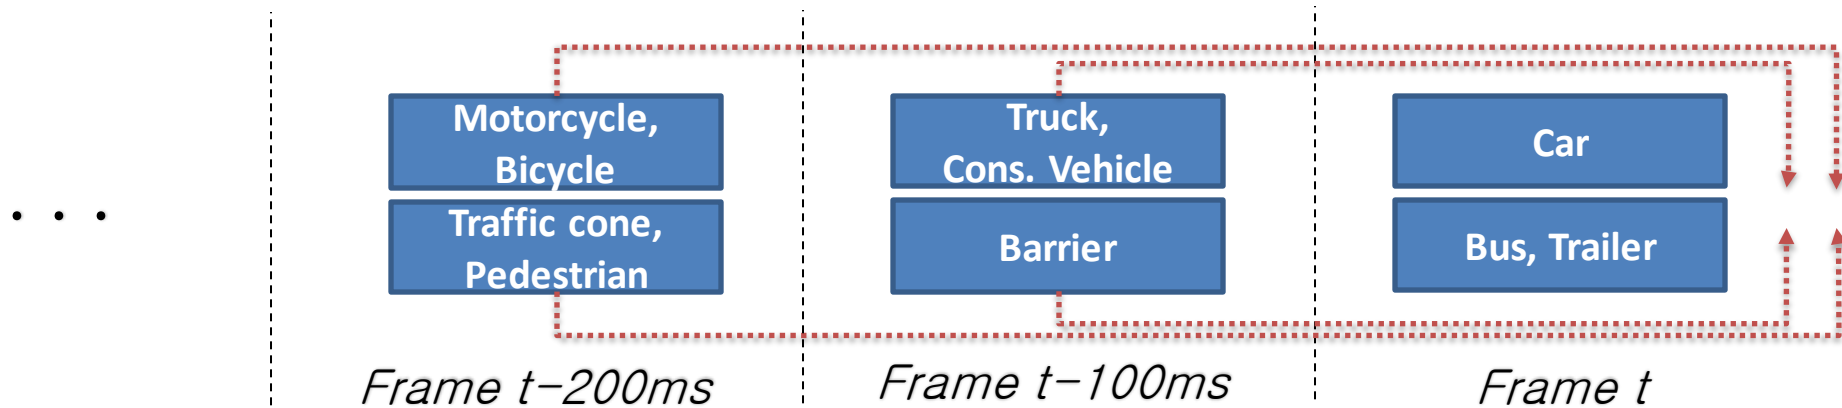 Motorcycle,
Bicycle
Traffic cone,
Pedestrian
Truck,
Cons. Vehicle
Barrier
Car
Bus, Trailer
. . .
Frame t-200ms
Frame t-100ms
Frame t